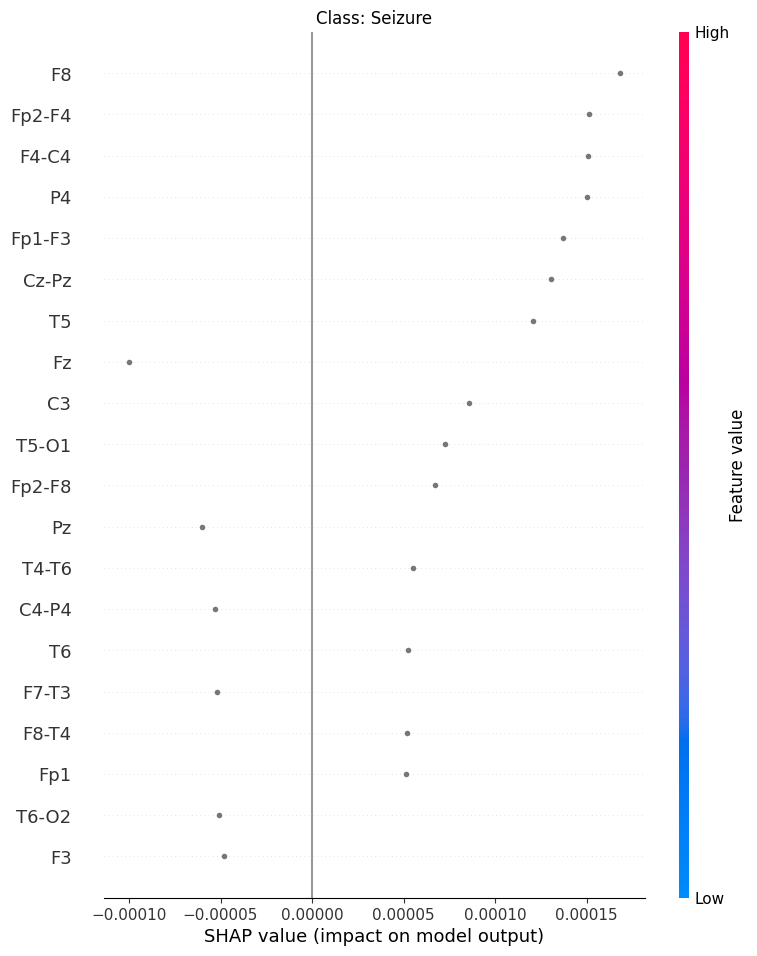 Class: Seizure
High
F8
Fp2-F4
F4-C4
P4
Fp1-F3
Cz-Pz
T5
Fz
C3
T5-O1
Fp2-F8
Pz
T4-T6
C4-P4
T6
F7-T3
F8-T4
Fp1
T6-O2
F3
Feature value
Low
−0.00010 −0.00005 0.00000 0.00005 0.00010 0.00015
SHAP value (impact on model output)